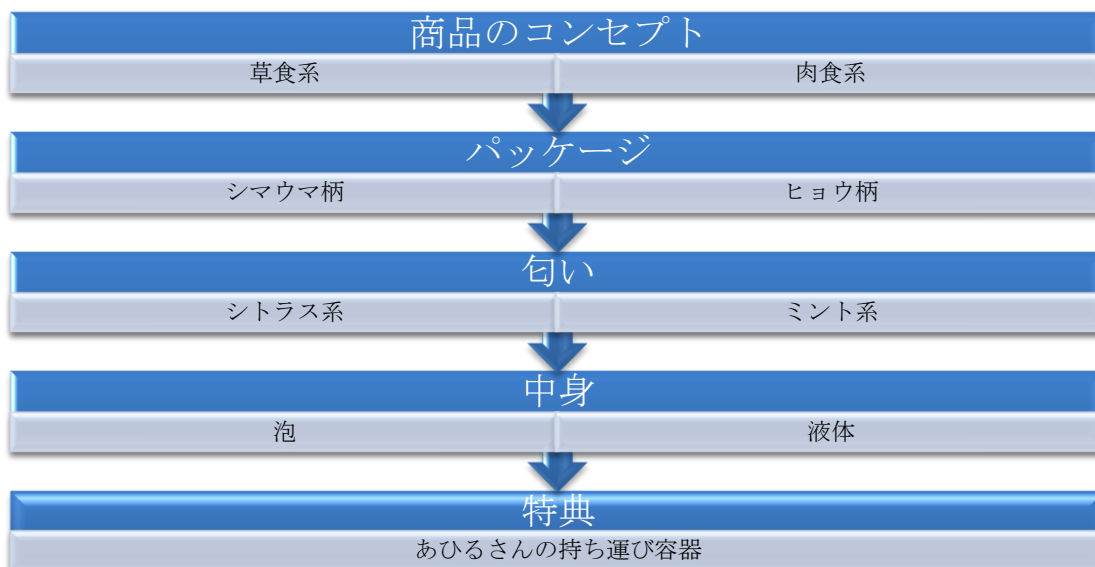 商品のコンセプト
草食系 肉食系
パッケージ
シマウマ柄 ヒョウ柄
匂い
シトラス系 ミント系
中身
泡 液体
特典
あひるさんの持ち運び容器